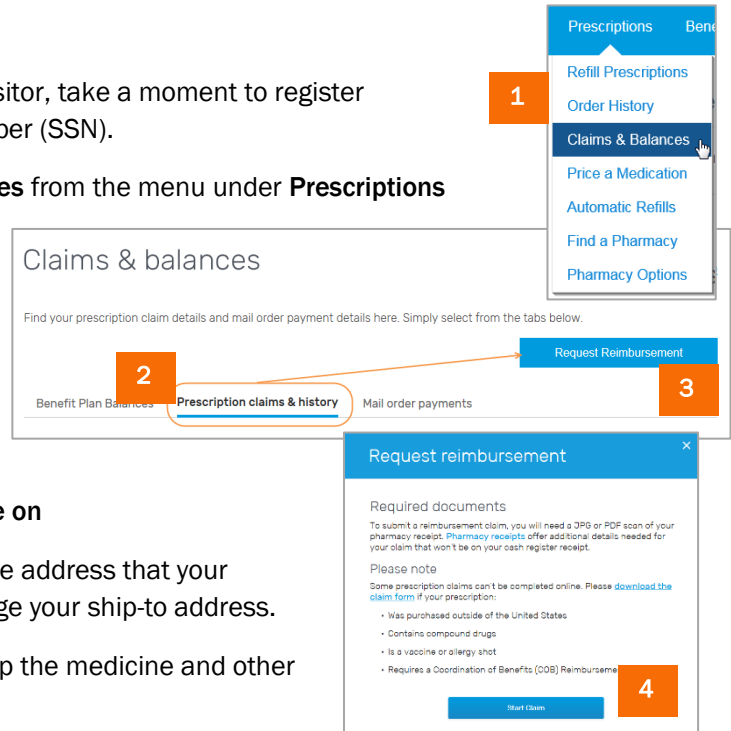 Prescriptions Bene
Refill Prescriptions
1
Order History
Claims & Balances
Price a Medication
Automatic Refills
Find a Pharmacy
Pharmacy Options
sitor, take a moment to register
ber (SSN).
es from the menu under Prescriptions
Claims & balances
Find your prescription claim details and mail order payment details here. Simply select from the tabs below.
Request Reimbursement
2
3
Benefit Plan Balances Prescription claims & history Mail order payments
Request reimbursement ×
Required documents
To submit a reimbursement claim, you will need a JPG or PDF scan of your
pharmacy receipt. Pharmacy receipts offer additional details needed for
your claim that won't be on your cash register receipt.
Please note
Some prescription claims can't be completed online. Please download the
claim form if your prescription:
• Was purchased outside of the United States
• Contains compound drugs
• Is a vaccine or allergy shot
• Requires a Coordination of Benefits (COB) Reimburseme
4
Start Claim
e on
e address that your
ge your ship-to address.
p the medicine and other